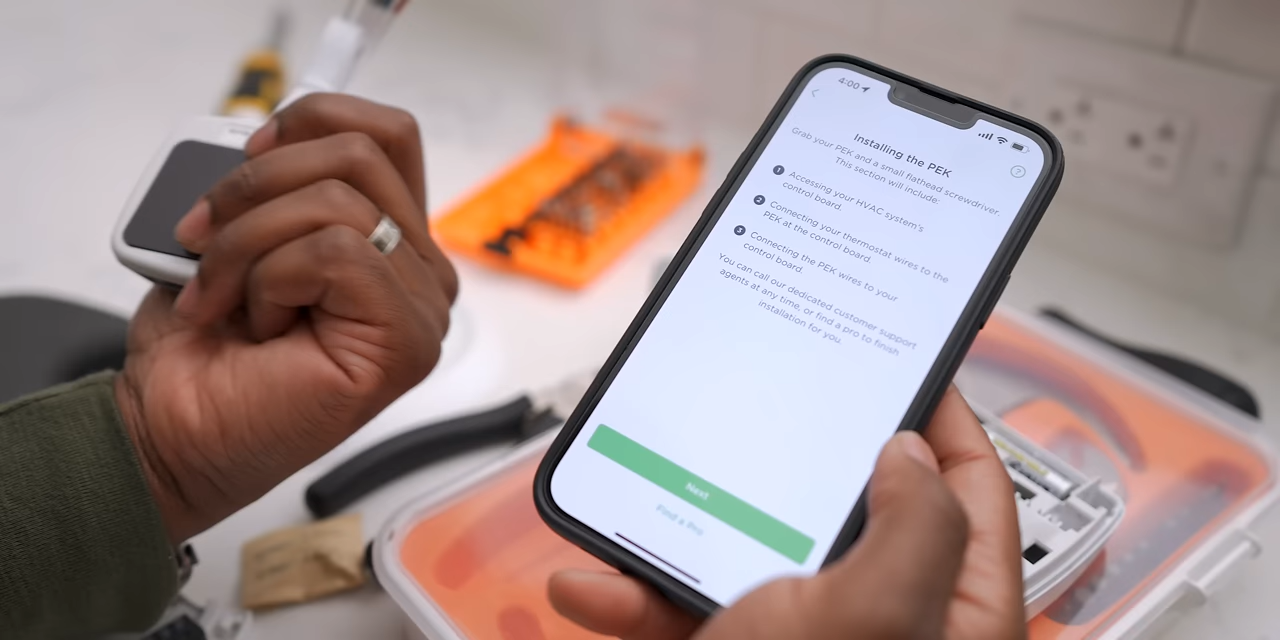 4:00
Installing the PEK
Grab your PEK and a small flathead screwdriver.
This section will include:
1 Accessing your HVAC system's
control board.
2 Connecting your thermostat wires to the
PEK at the control board.
3 Connecting the PEK wires to your
control board.
You can call our dedicated customer support
agents at any time, or find a pro to finish
installation for you.
Next
Find a Pro